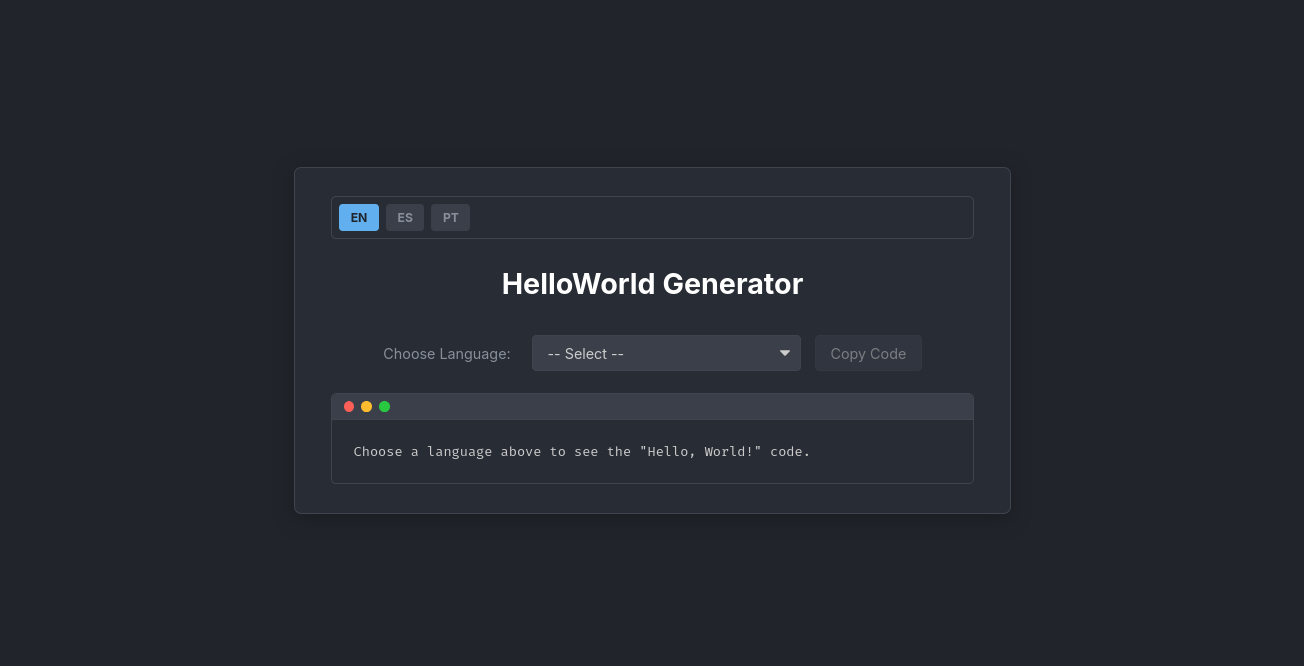 EN ES PT
HelloWorld Generator
Choose Language: -- Select -- Copy Code
Choose a language above to see the "Hello, World!" code.